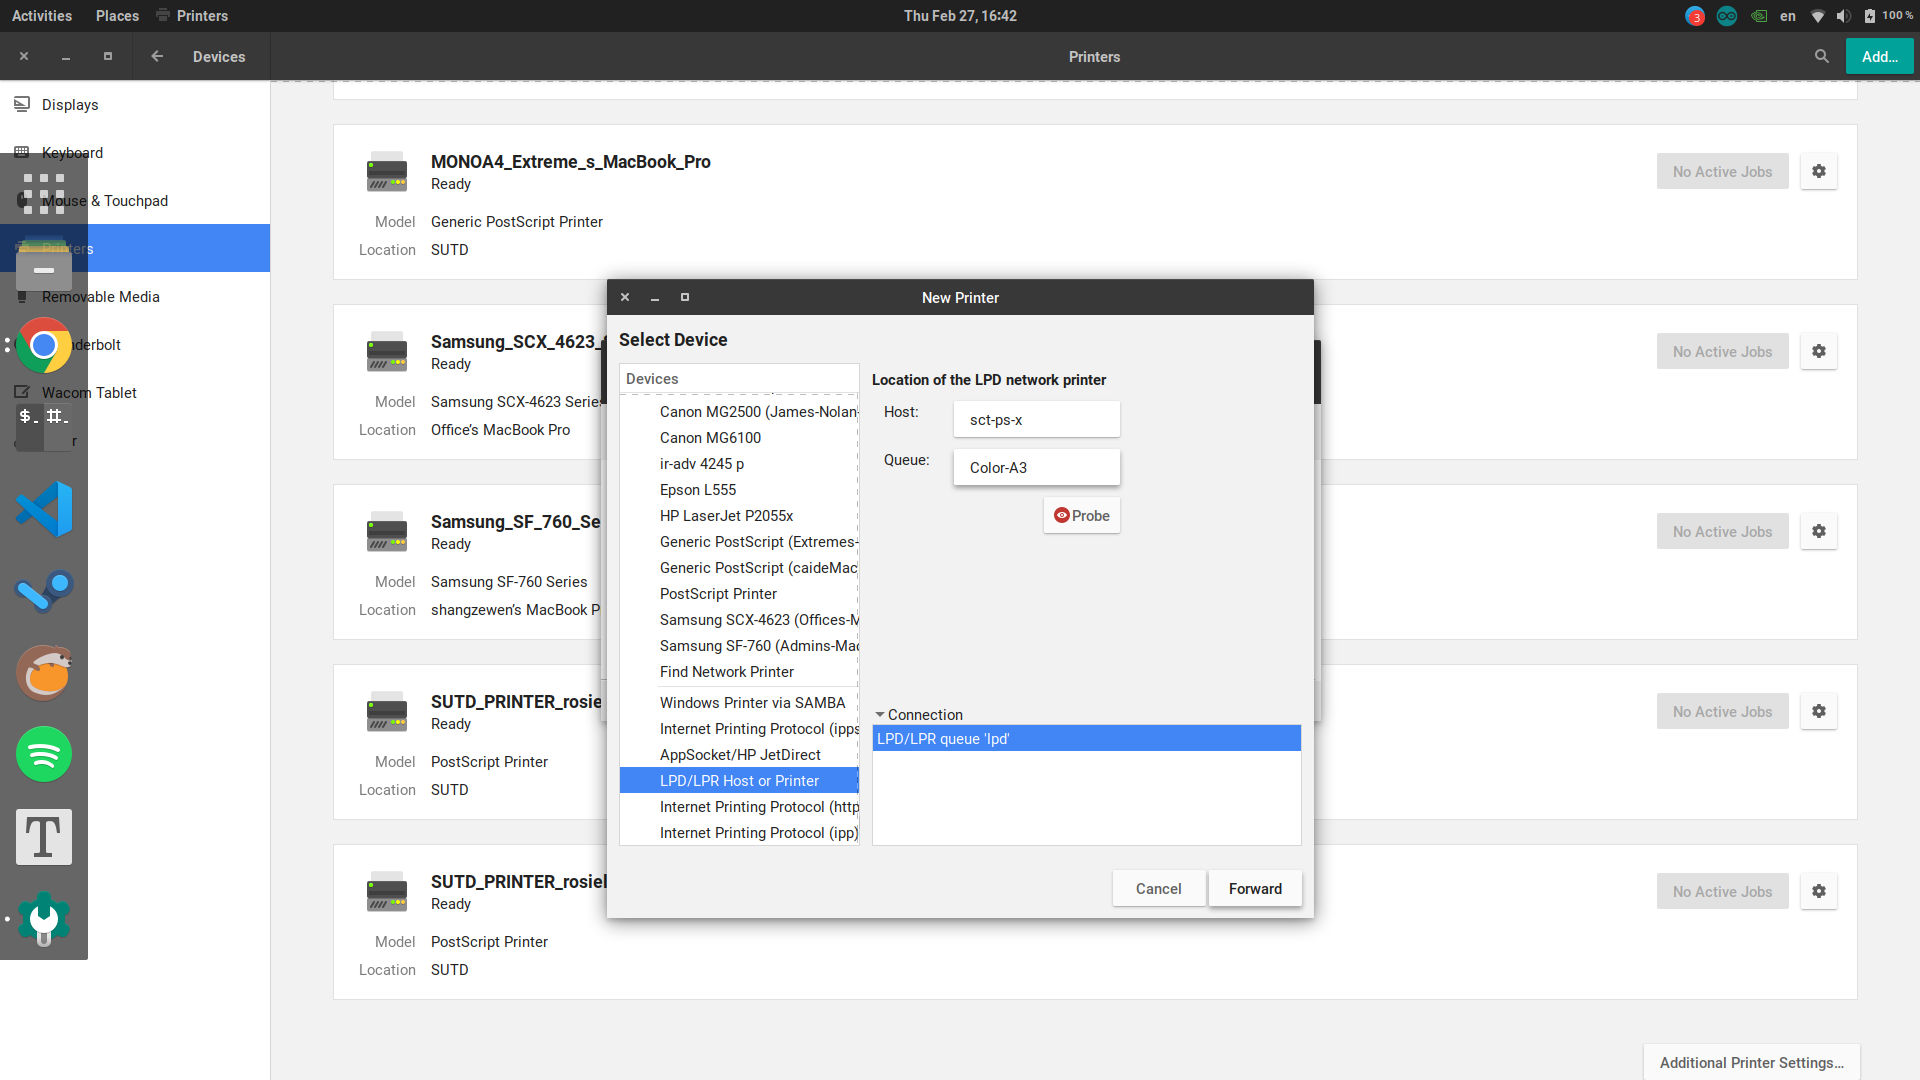 Activities Places Printers Thu Feb 27, 16:42 3 en 100 %
Devices Printers Add...
Displays
Keyboard
Mouse & Touchpad
Printers
Removable Media
Wacom Tablet
$_ #_
T
MONOA4_Extreme_s_MacBook_Pro
Ready
No Active Jobs
Model Generic PostScript Printer
Location SUTD
Samsung_SCX_4623_
Ready
No Active Jobs
Model Samsung SCX-4623 Serie
Location Office's MacBook Pro
Samsung_SF_760_Se
Ready
No Active Jobs
Model Samsung SF-760 Series
Location shangzewen's MacBook P
SUTD_PRINTER_rosie
Ready
No Active Jobs
Model PostScript Printer
Location SUTD
SUTD_PRINTER_rosiel
Ready
No Active Jobs
Model PostScript Printer
Location SUTD
Additional Printer Settings...
New Printer
Select Device
Devices
Canon MG2500 (James-Nolan-
Canon MG6100
ir-adv 4245 p
Epson L555
HP LaserJet P2055x
Generic PostScript (Extremes-
Generic PostScript (caideMac
PostScript Printer
Samsung SCX-4623 (Offices-M
Samsung SF-760 (Admins-Mac
Find Network Printer
Windows Printer via SAMBA
Internet Printing Protocol (ipps
AppSocket/HP JetDirect
LPD/LPR Host or Printer
Internet Printing Protocol (http
Internet Printing Protocol (ipp)
Location of the LPD network printer
Host: sct-ps-x
Queue: Color-A3
Probe
Connection
LPD/LPR queue 'lpd'
Cancel Forward